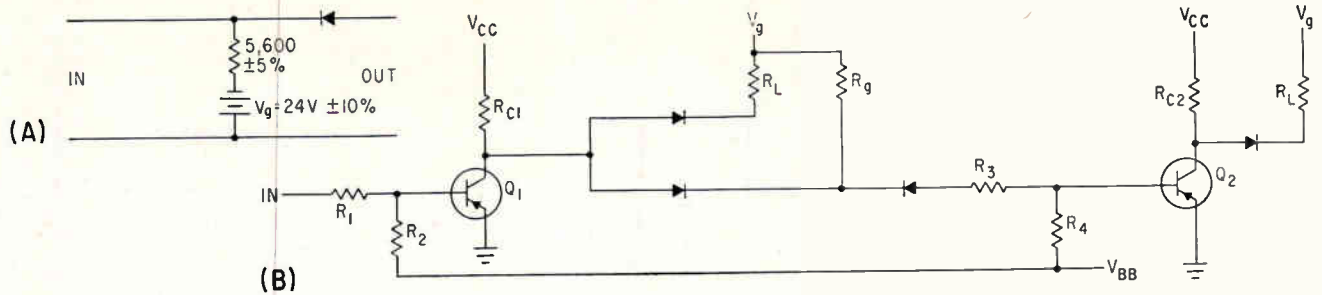 IN
5,600
±5%
OUT
Vg=24V ±10%
(A)
VCC
RC1
Q1
IN
R1
R2
(B)
Vg
RL
Rg
R3
R4
VBB
VCC
Vg
RC2
RL
Q2